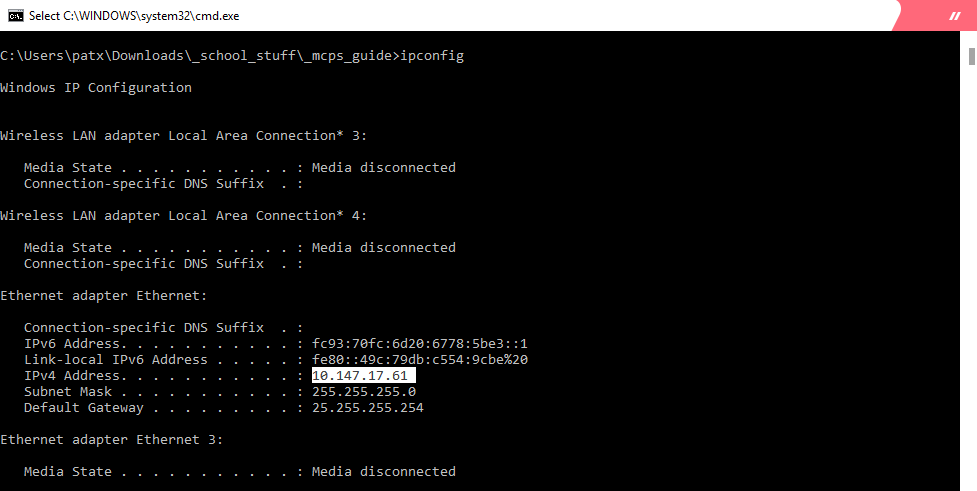 Select C:\WINDOWS\system32\cmd.exe
C:\Users\patx\Downloads\_school_stuff\_mcps_guide>ipconfig
Windows IP Configuration
Wireless LAN adapter Local Area Connection* 3:
   Media State . . . . . . . . . . . : Media disconnected
   Connection-specific DNS Suffix  . :
Wireless LAN adapter Local Area Connection* 4:
   Media State . . . . . . . . . . . : Media disconnected
   Connection-specific DNS Suffix  . :
Ethernet adapter Ethernet:
   Connection-specific DNS Suffix  . :
   IPv6 Address. . . . . . . . . . . : fc93:70fc:6d20:6778:5be3::1
   Link-local IPv6 Address . . . . . : fe80::49c:79db:c554:9cbe%20
   IPv4 Address. . . . . . . . . . . : 10.147.17.61
   Subnet Mask . . . . . . . . . . . : 255.255.255.0
   Default Gateway . . . . . . . . . : 25.255.255.254
Ethernet adapter Ethernet 3:
   Media State . . . . . . . . . . . : Media disconnected